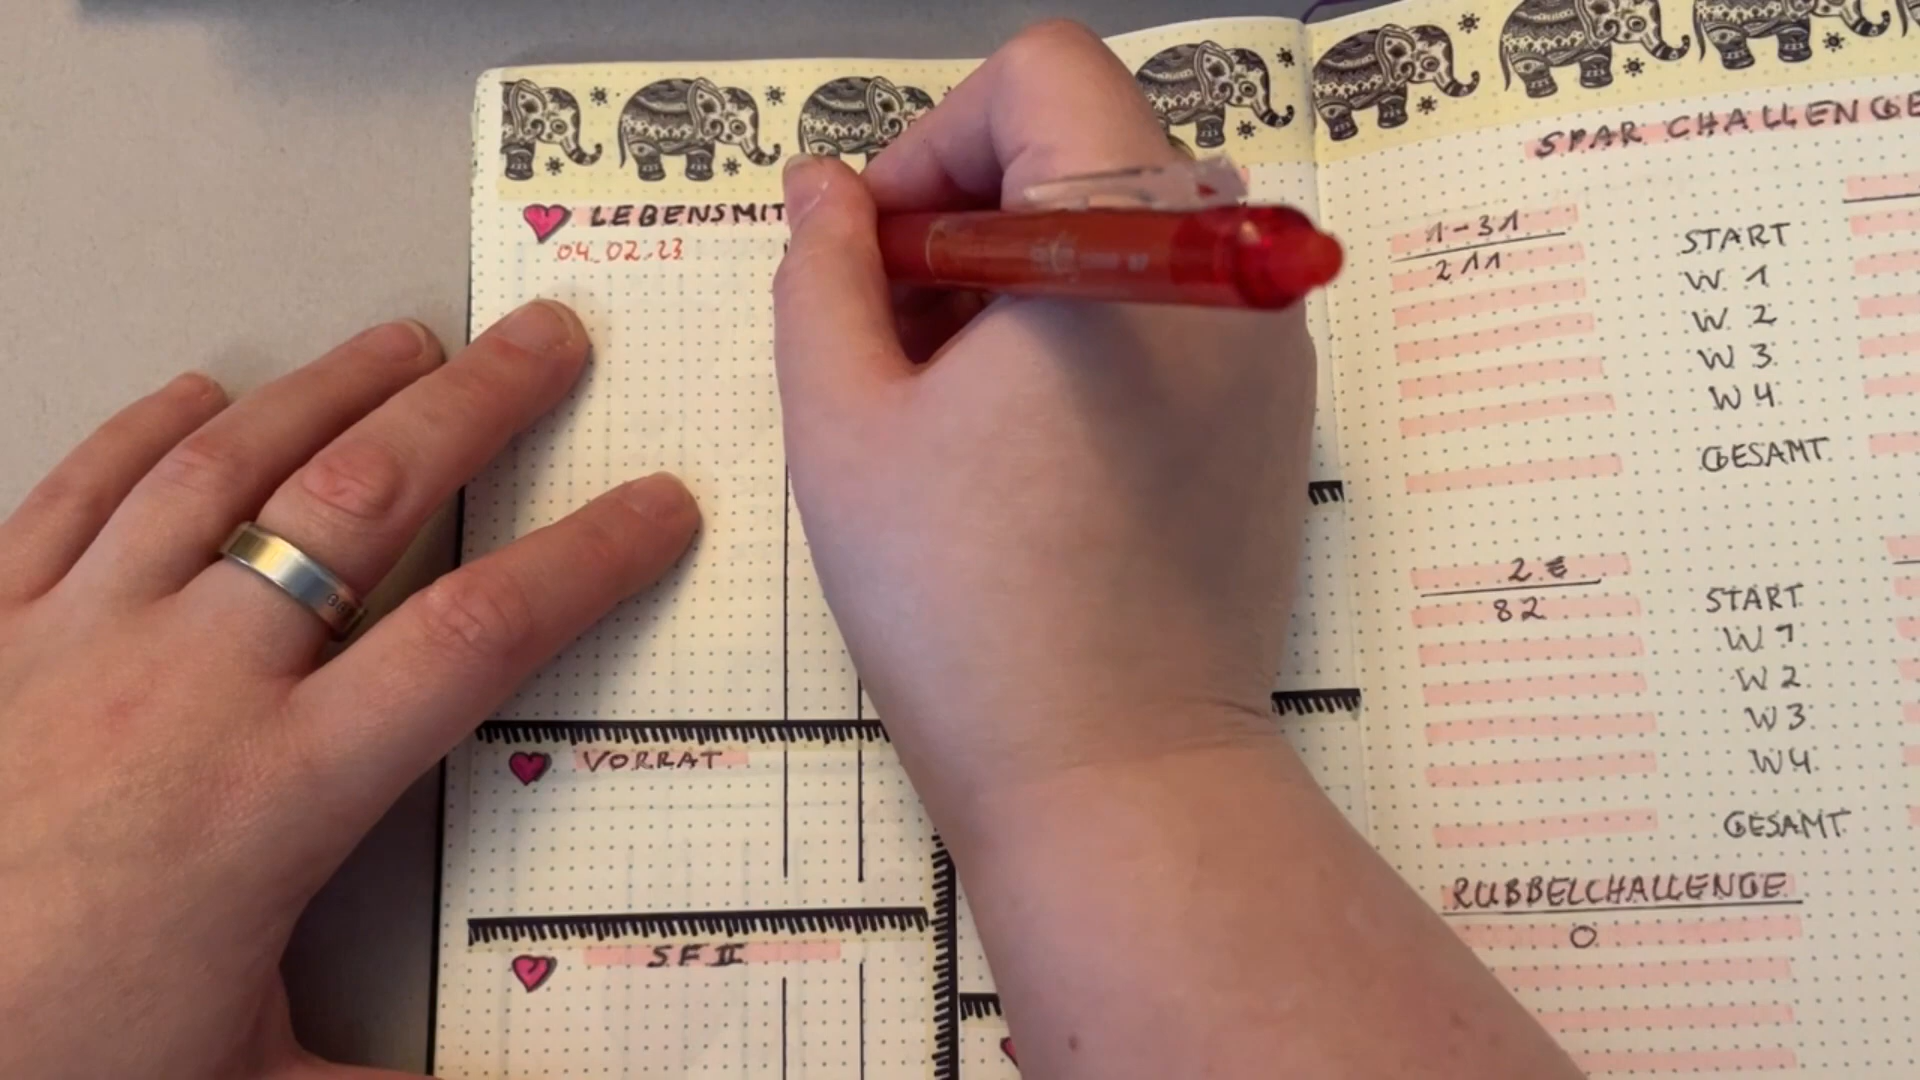 LEBENSMIT
04.02.23
VORRAT
SF II
SPAR CHALLENGE
1-31
211
START
W 1
W 2
W 3
W 4
GESAMT
2 €
82
START
W 1
W 2
W 3
W 4
GESAMT
RUBBELCHALLENGE
0